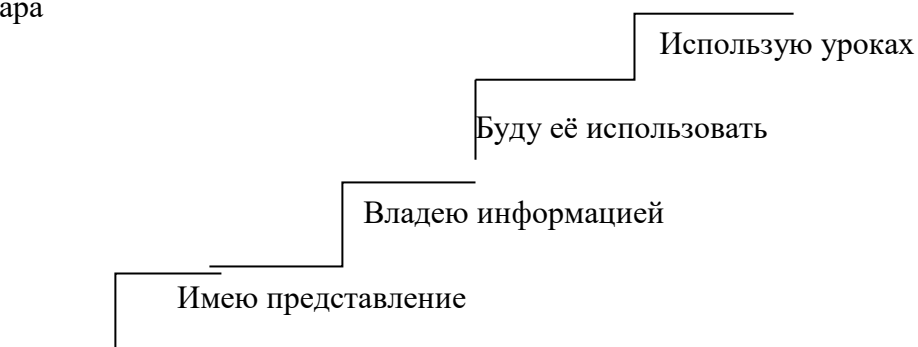 ара
Использую уроках
Буду её использовать
Владею информацией
Имею представление